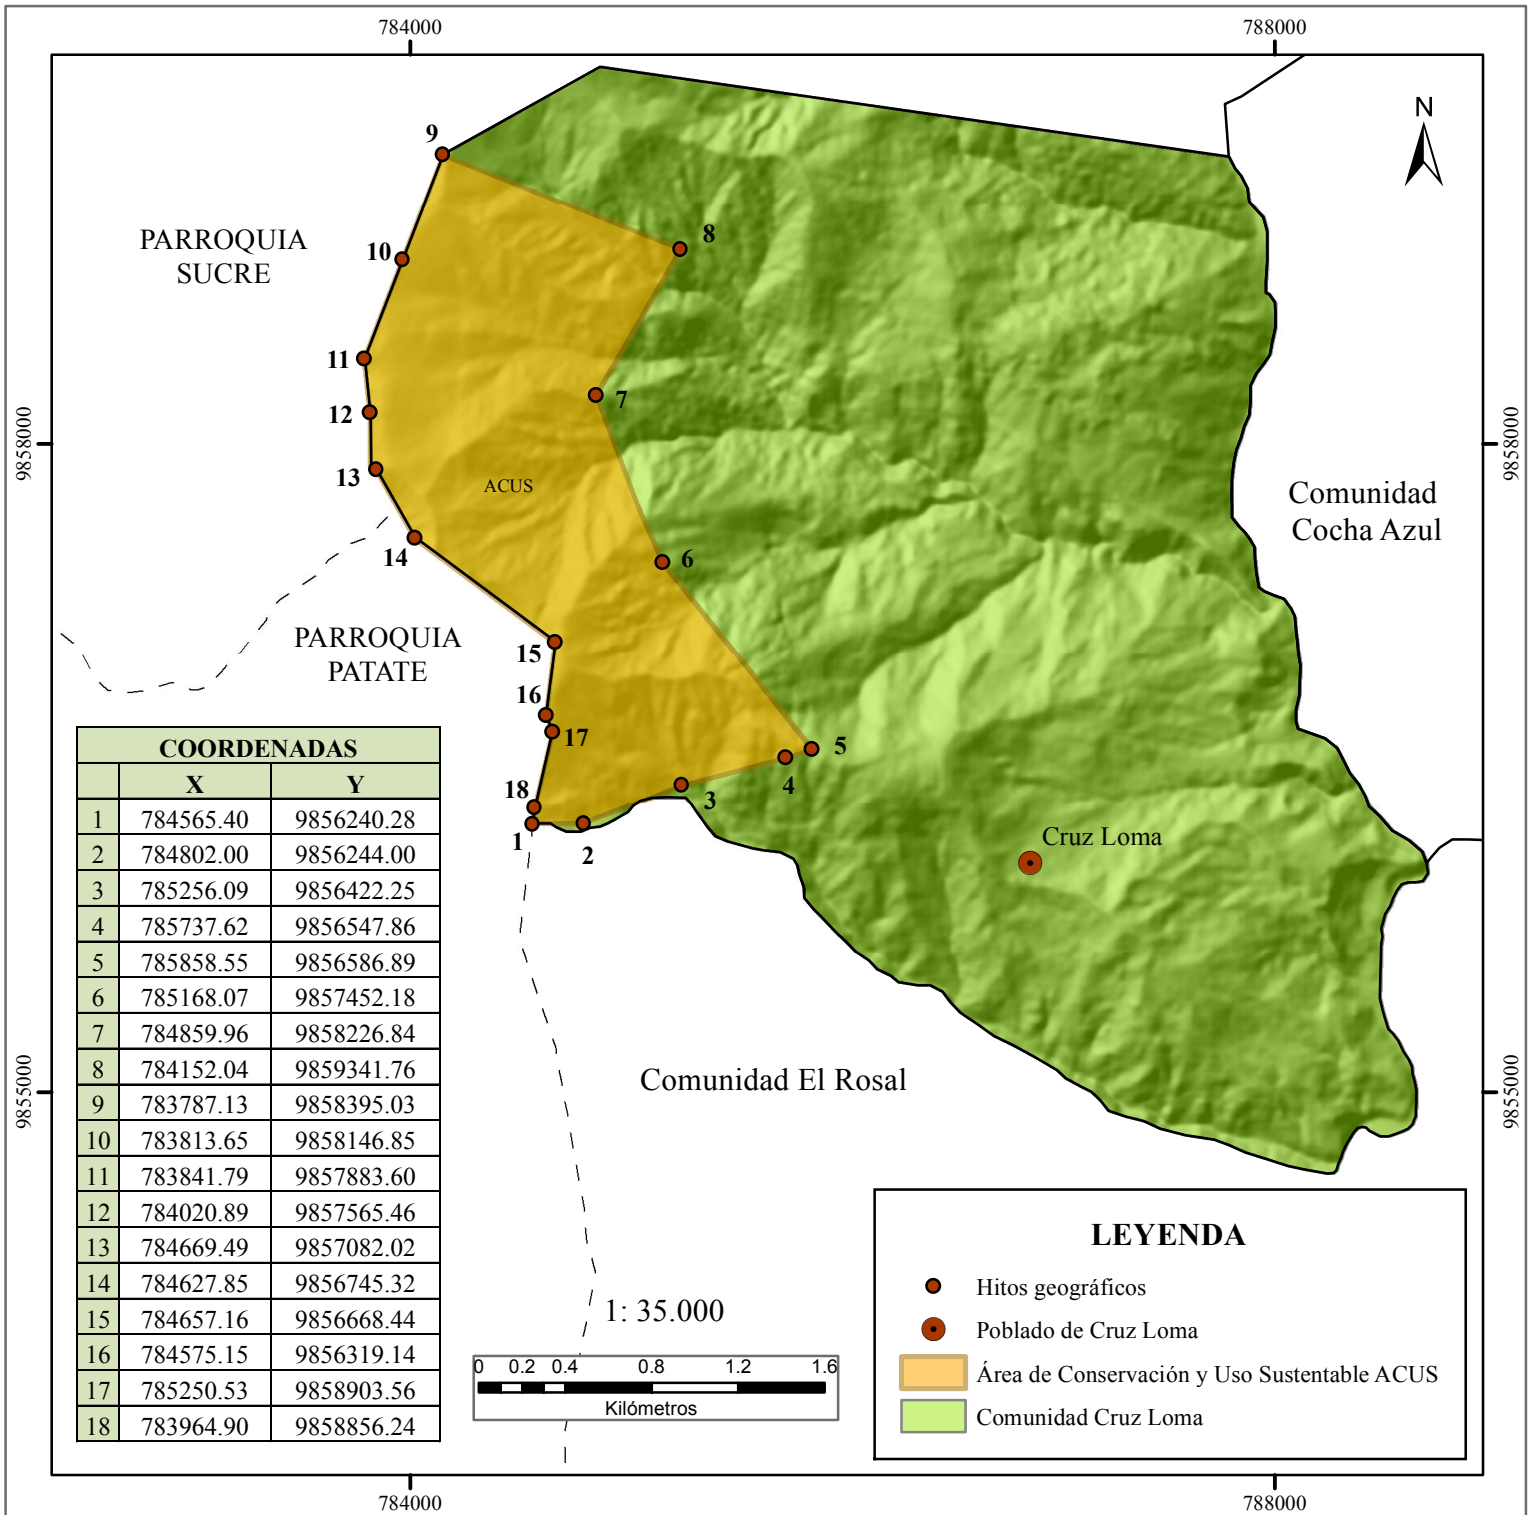 784000
788000
N
9
8
10
PARROQUIA
SUCRE
11
12
7
9858000
9858000
13
ACUS
Comunidad
Cocha Azul
14
6
PARROQUIA
PATATE
15
16
17
5
4
3
18
1
2
Cruz Loma
COORDENADAS
X Y
1 784565.40 9856240.28
2 784802.00 9856244.00
3 785256.09 9856422.25
4 785737.62 9856547.86
5 785858.55 9856586.89
6 785168.07 9857452.18
7 784859.96 9858226.84
8 784152.04 9859341.76
9 783787.13 9858395.03
10 783813.65 9858146.85
11 783841.79 9857883.60
12 784020.89 9857565.46
13 784669.49 9857082.02
14 784627.85 9856745.32
15 784657.16 9856668.44
16 784575.15 9856319.14
17 785250.53 9858903.56
18 783964.90 9858856.24
9855000
9855000
Comunidad El Rosal
1: 35.000
0 0.2 0.4 0.8 1.2 1.6
Kilómetros
LEYENDA
Hitos geográficos
Poblado de Cruz Loma
Área de Conservación y Uso Sustentable ACUS
Comunidad Cruz Loma
784000
788000